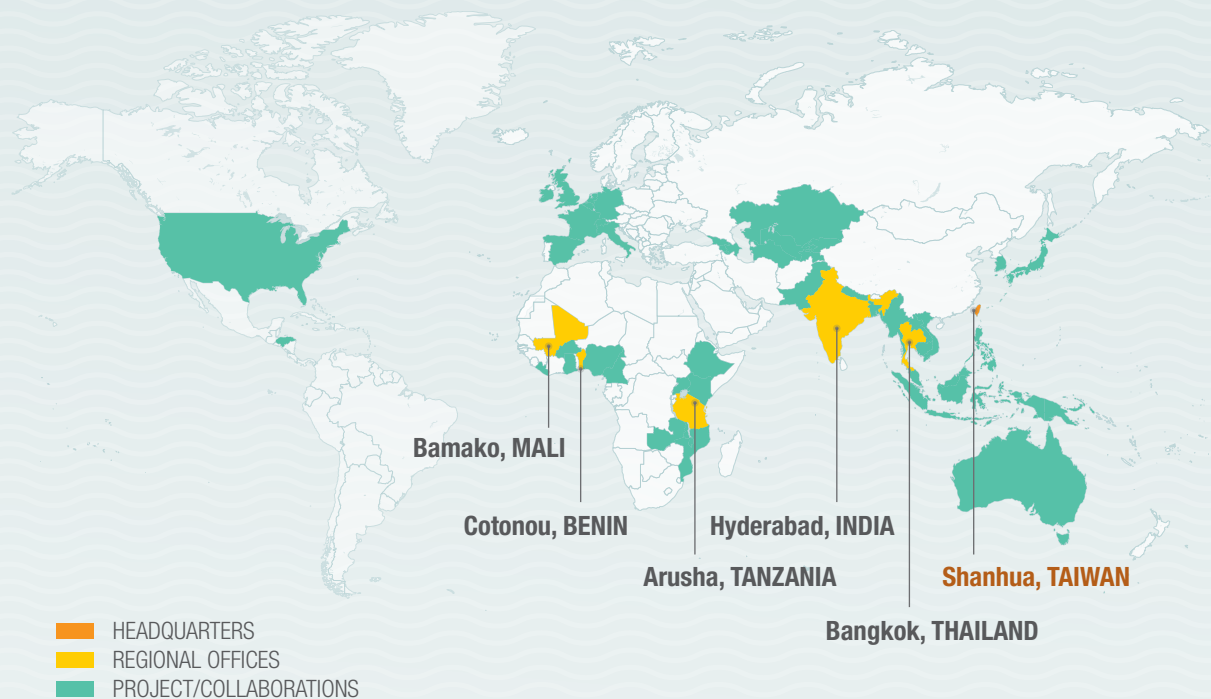 Bamako, MALI
Cotonou, BENIN
Hyderabad, INDIA
Arusha, TANZANIA
Shanhua, TAIWAN
Bangkok, THAILAND
HEADQUARTERS
REGIONAL OFFICES
PROJECT/COLLABORATIONS